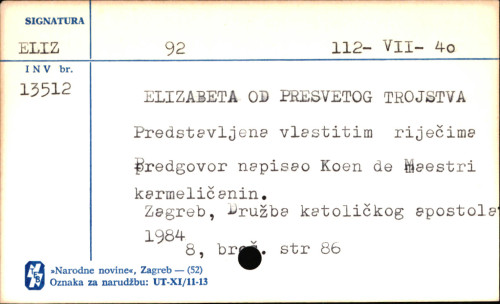 SIGNATURA
ELIZ 92 112- VII- 40
INV br.
13512
ELIZABETA OD PRESVETOG TROJSTVA
Predstavljena vlastitim riječima
Predgovor napisao Koen de Maestri
karmeličanin.
Zagreb, Družba katoličkog apostola
1984
8, broš. str 86
»Narodne novine«, Zagreb — (52)
Oznaka za narudžbu: UT-XI/11-13